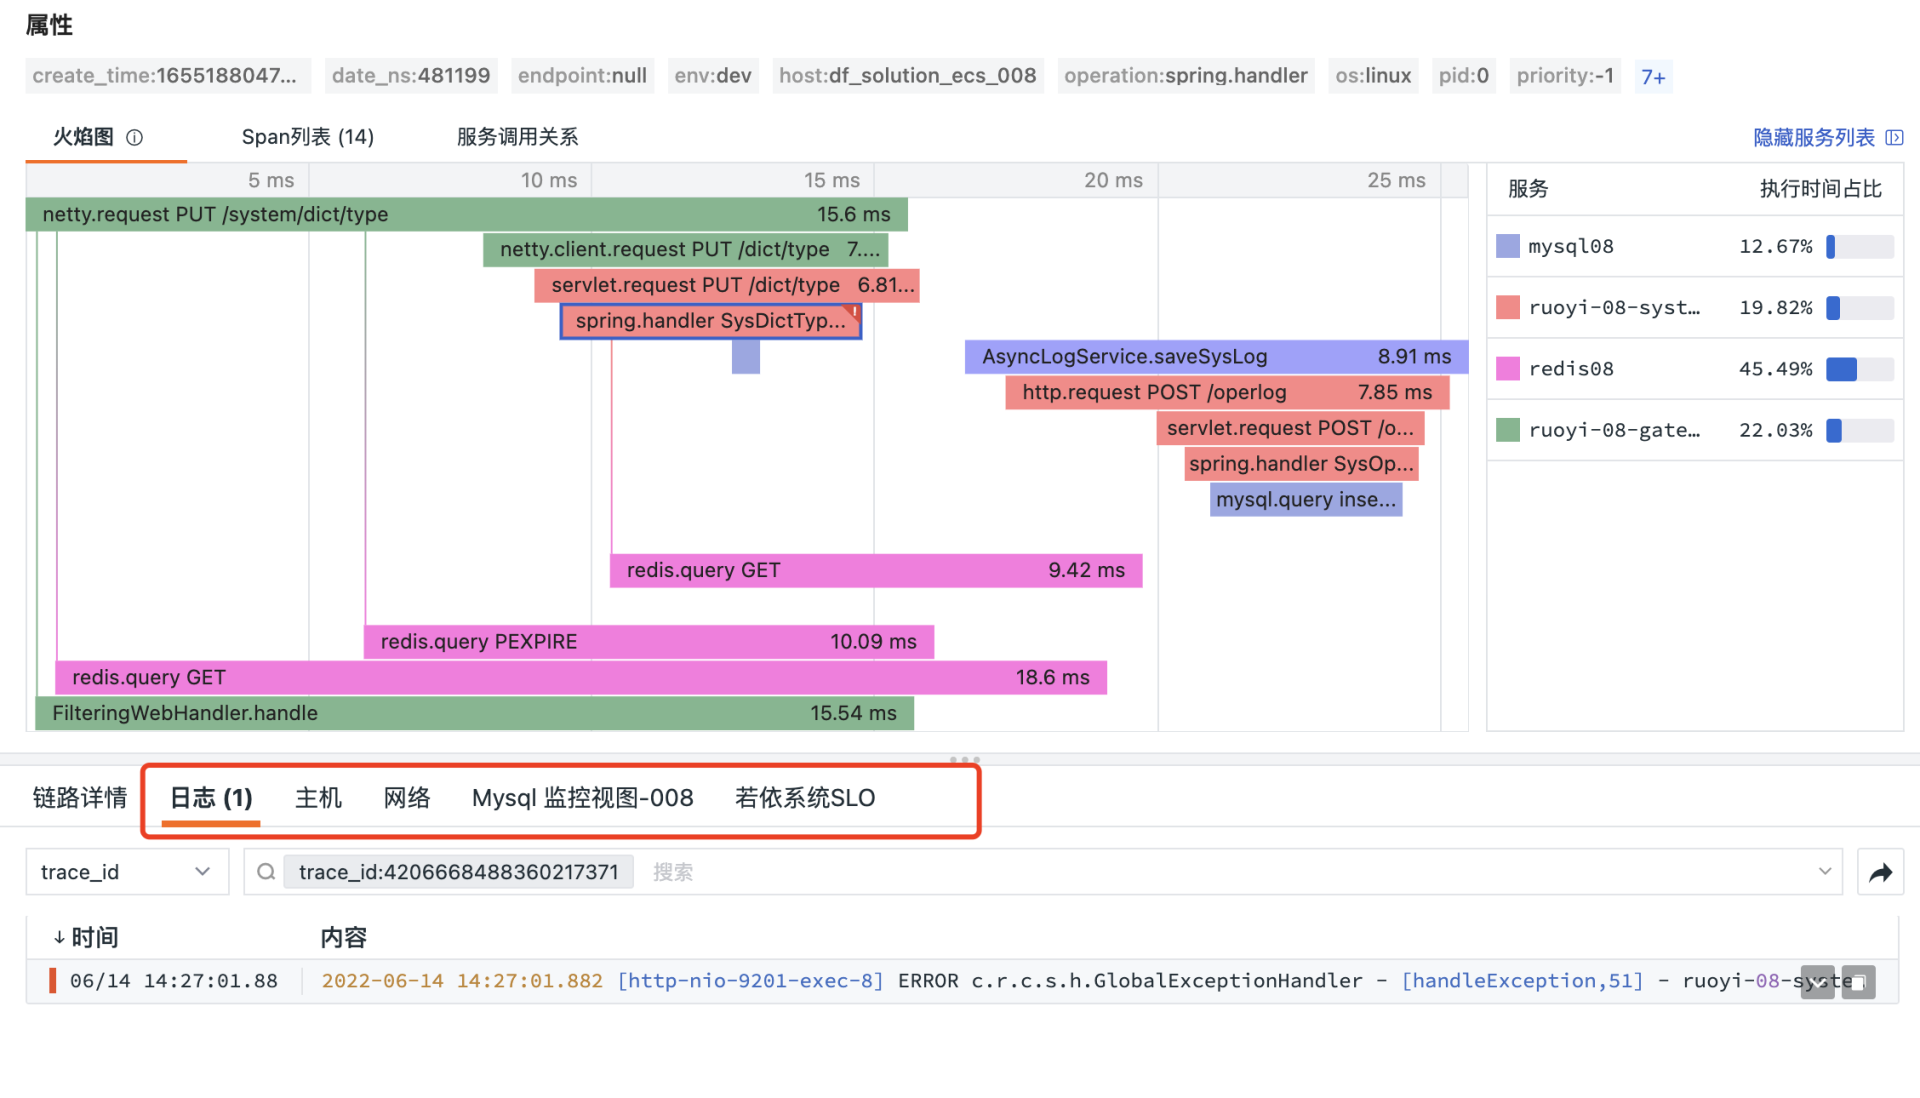 属性
create_time:1655188047... date_ns:481199 endpoint:null env:dev host:df_solution_ecs_008 operation:spring.handler os:linux pid:0 priority:-1 7+
火焰图 Span列表 (14) 服务调用关系 隐藏服务列表
5 ms 10 ms 15 ms 20 ms 25 ms
服务 执行时间占比
netty.request PUT /system/dict/type 15.6 ms
netty.client.request PUT /dict/type 7....
mysql08 12.67%
servlet.request PUT /dict/type 6.81...
ruoyi-08-syst... 19.82%
spring.handler SysDictTyp...
AsyncLogService.saveSysLog 8.91 ms
redis08 45.49%
http.request POST /operlog 7.85 ms
servlet.request POST /o...
ruoyi-08-gate... 22.03%
spring.handler SysOp...
mysql.query inse...
redis.query GET 9.42 ms
redis.query PEXPIRE 10.09 ms
redis.query GET 18.6 ms
FilteringWebHandler.handle 15.54 ms
链路详情 日志 (1) 主机 网络 Mysql 监控视图-008 若依系统SLO
trace_id trace_id:4206668488360217371 搜索
↓时间 内容
06/14 14:27:01.88 2022-06-14 14:27:01.882 [http-nio-9201-exec-8] ERROR c.r.c.s.h.GlobalExceptionHandler - [handleException,51] - ruoyi-08-system